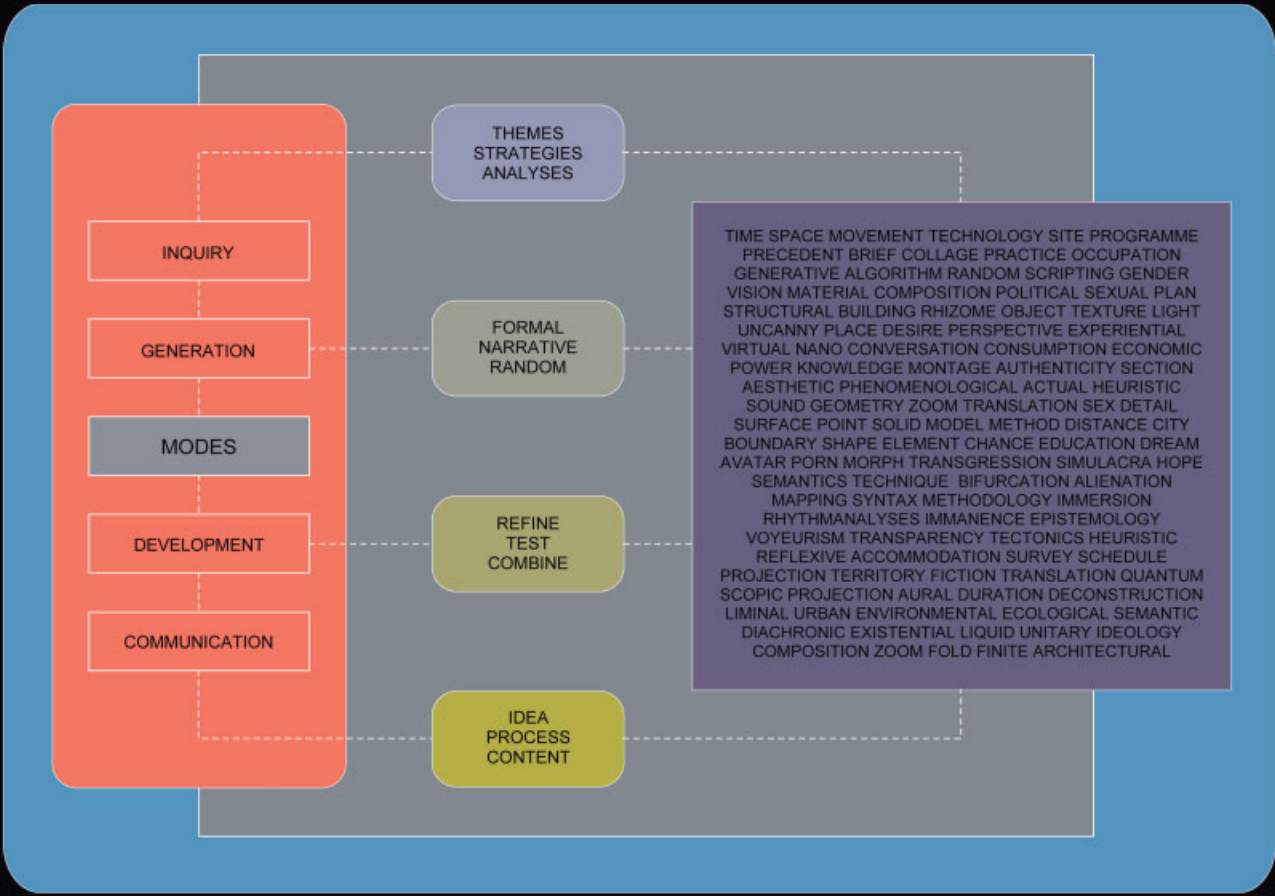 INQUIRY
GENERATION
MODES
DEVELOPMENT
COMMUNICATION
THEMES
STRATEGIES
ANALYSES
FORMAL
NARRATIVE
RANDOM
REFINE
TEST
COMBINE
IDEA
PROCESS
CONTENT
TIME SPACE MOVEMENT TECHNOLOGY SITE PROGRAMME
PRECEDENT BRIEF COLLAGE PRACTICE OCCUPATION
GENERATIVE ALGORITHM RANDOM SCRIPTING GENDER
VISION MATERIAL COMPOSITION POLITICAL SEXUAL PLAN
STRUCTURAL BUILDING RHIZOME OBJECT TEXTURE LIGHT
UNCANNY PLACE DESIRE PERSPECTIVE EXPERIENTIAL
VIRTUAL NANO CONVERSATION CONSUMPTION ECONOMIC
POWER KNOWLEDGE MONTAGE AUTHENTICITY SECTION
AESTHETIC PHENOMENOLOGICAL ACTUAL HEURISTIC
SOUND GEOMETRY ZOOM TRANSLATION SEX DETAIL
SURFACE POINT SOLID MODEL METHOD DISTANCE CITY
BOUNDARY SHAPE ELEMENT CHANCE EDUCATION DREAM
AVATAR PORN MORPH TRANSGRESSION SIMULACRA HOPE
SEMANTICS TECHNIQUE BIFURCATION ALIENATION
MAPPING SYNTAX METHODOLOGY IMMERSION
RHYTHMANALYSES IMMANENCE EPISTEMOLOGY
VOYEURISM TRANSPARENCY TECTONICS HEURISTIC
REFLEXIVE ACCOMMODATION SURVEY SCHEDULE
PROJECTION TERRITORY FICTION TRANSLATION QUANTUM
SCOPIC PROJECTION AURAL DURATION DECONSTRUCTION
LIMINAL URBAN ENVIRONMENTAL ECOLOGICAL SEMANTIC
DIACHRONIC EXISTENTIAL LIQUID UNITARY IDEOLOGY
COMPOSITION ZOOM FOLD FINITE ARCHITECTURAL